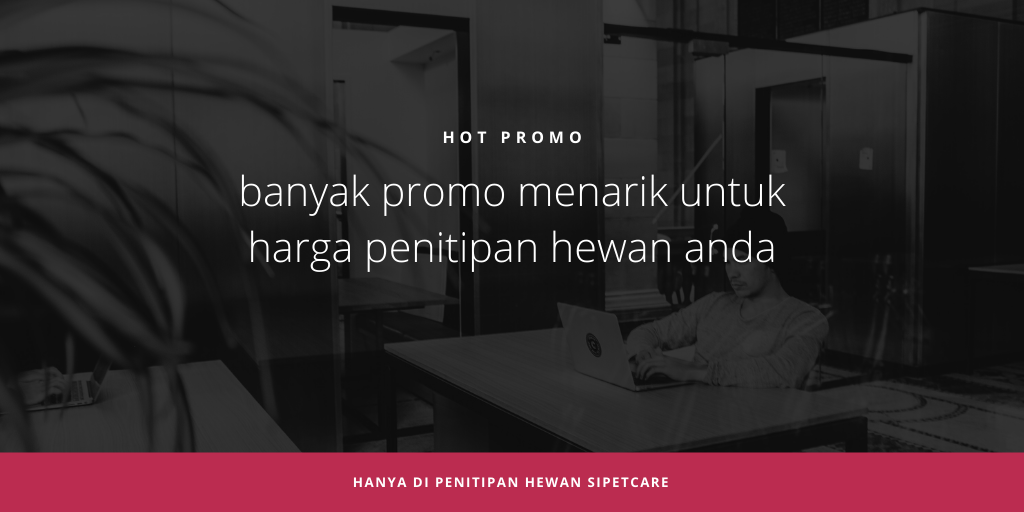 HOT PROMO
banyak promo menarik untuk
harga penitipan hewan anda
HANYA DI PENITIPAN HEWAN SIPETCARE